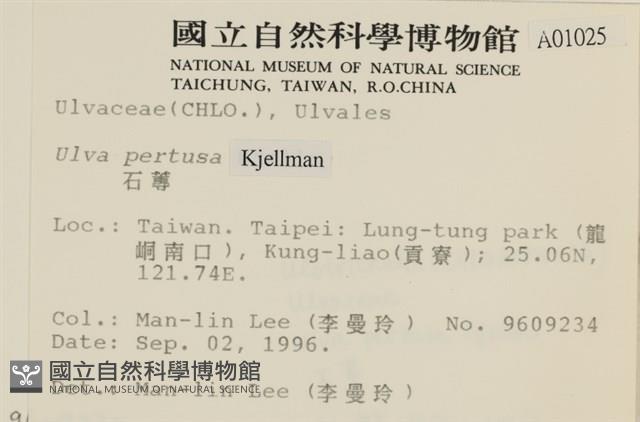 國立自然科學博物館 A01025
NATIONAL MUSEUM OF NATURAL SCIENCE
TAICHUNG, TAIWAN, R.O.CHINA
Ulvaceae(CHLO.), Ulvales
Ulva pertusa Kjellman
石蓴
Loc.: Taiwan. Taipei: Lung-tung park (龍
峒南口), Kung-liao(貢寮); 25.06N,
121.74E.
Col.: Man-lin Lee (李曼玲) No. 9609234
Date: Sep. 02, 1996.
國立自然科學博物館
NATIONAL MUSEUM OF NATURAL SCIENCE
Det.: Man-lin Lee (李曼玲)